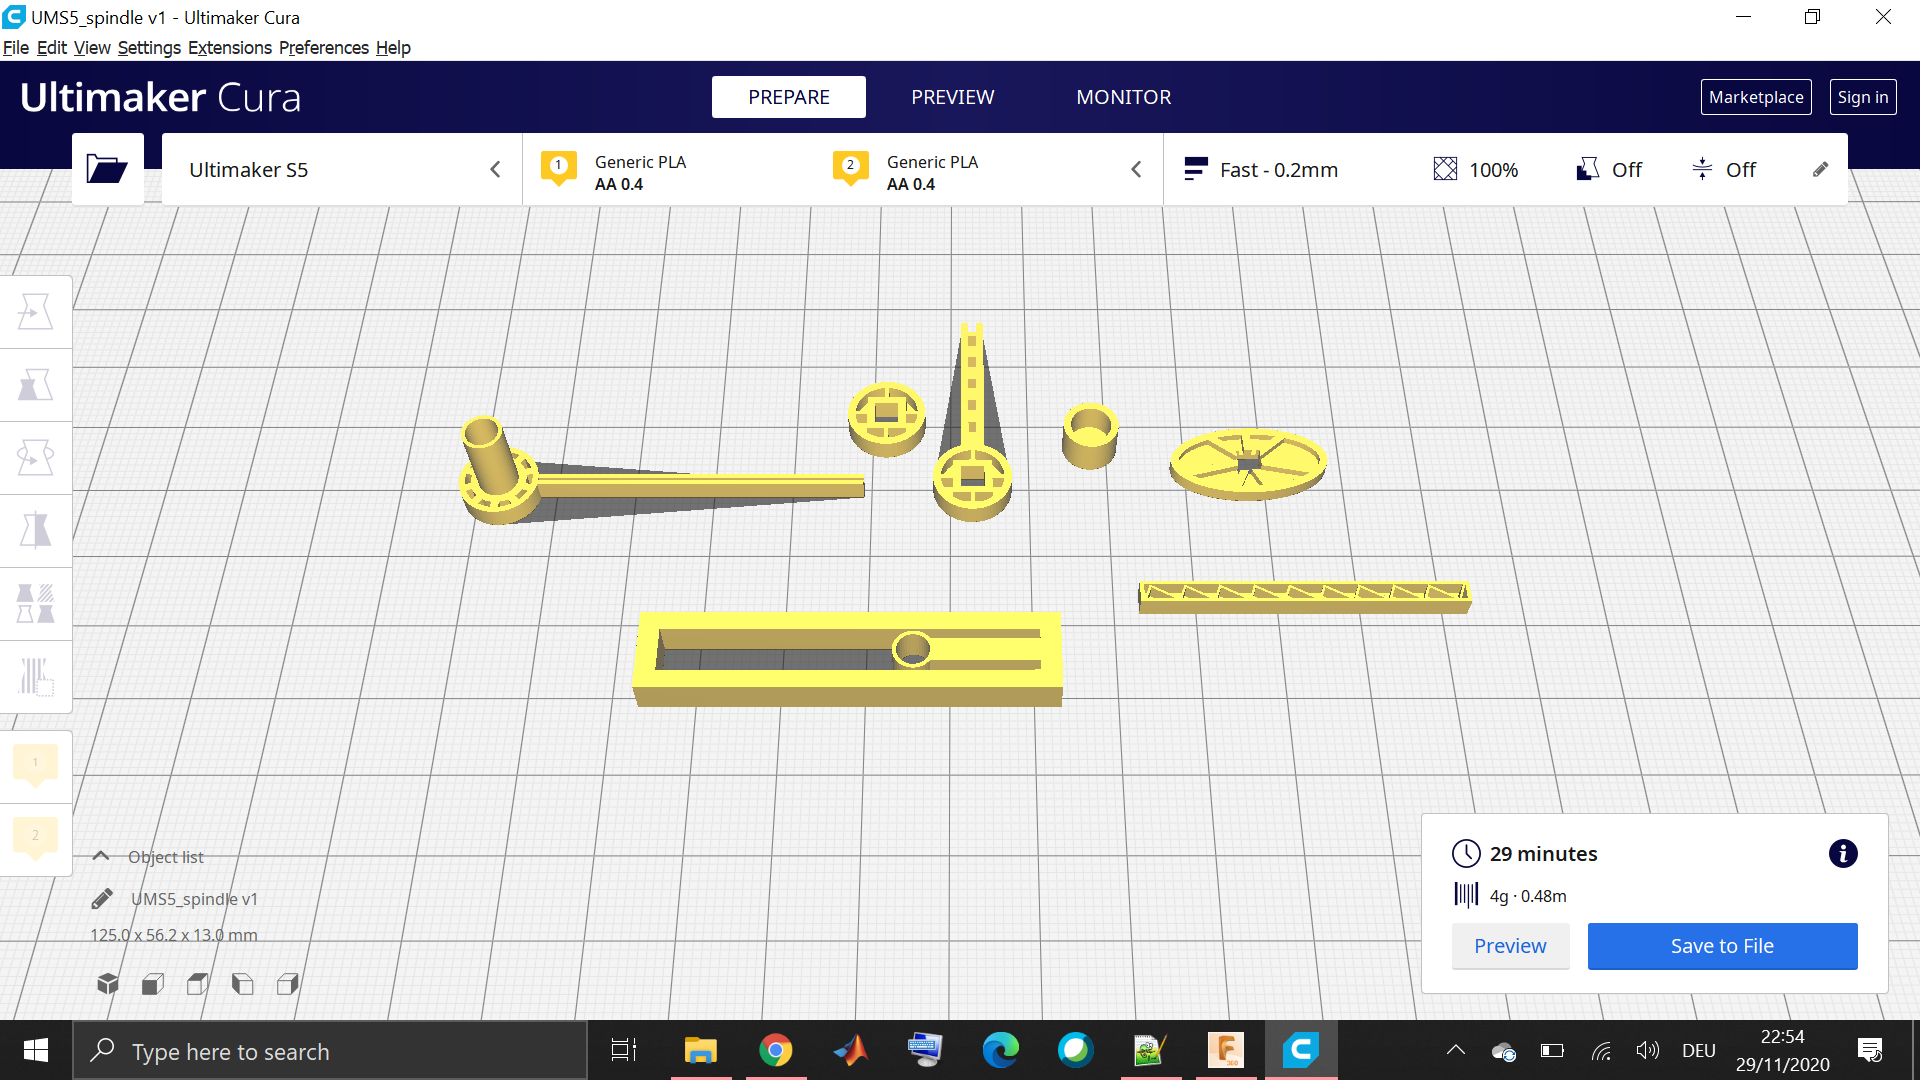 UMS5_spindle v1 - Ultimaker Cura
File Edit View Settings Extensions Preferences Help
Ultimaker Cura
PREPARE
PREVIEW
MONITOR
Marketplace
Sign in
Ultimaker S5
1
Generic PLA
AA 0.4
2
Generic PLA
AA 0.4
Fast - 0.2mm
100%
Off
Off
1
2
Object list
UMS5_spindle v1
125.0 x 56.2 x 13.0 mm
29 minutes
4g · 0.48m
Preview
Save to File
Type here to search
F
360
DEU
22:54
29/11/2020